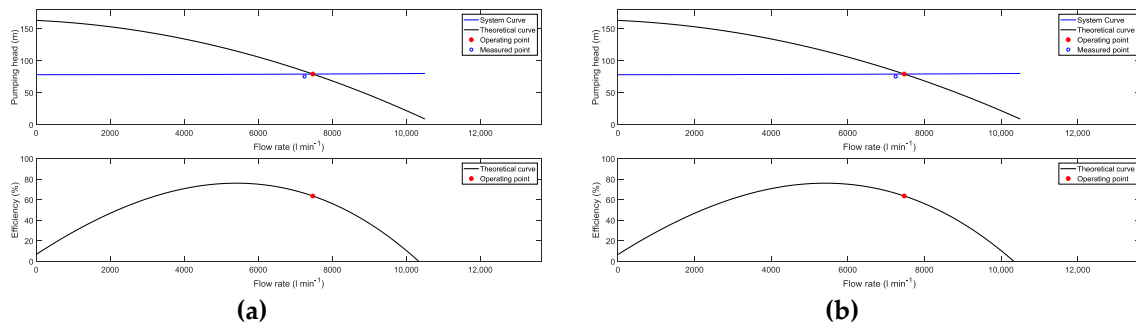 150
100
50
0
Pumping head (m)
0 2000 4000 6000 8000 10,000 12,000
Flow rate (l min-1)
System Curve
Theoretical curve
Operating point
Measured point
100
80
60
40
20
0
Efficiency (%)
0 2000 4000 6000 8000 10,000 12,000
Flow rate (l min-1)
Theoretical curve
Operating point
(a)
150
100
50
0
Pumping head (m)
0 2000 4000 6000 8000 10,000 12,000
Flow rate (l min-1)
System Curve
Theoretical curve
Operating point
Measured point
100
80
60
40
20
0
Efficiency (%)
0 2000 4000 6000 8000 10,000 12,000
Flow rate (l min-1)
Theoretical curve
Operating point
(b)